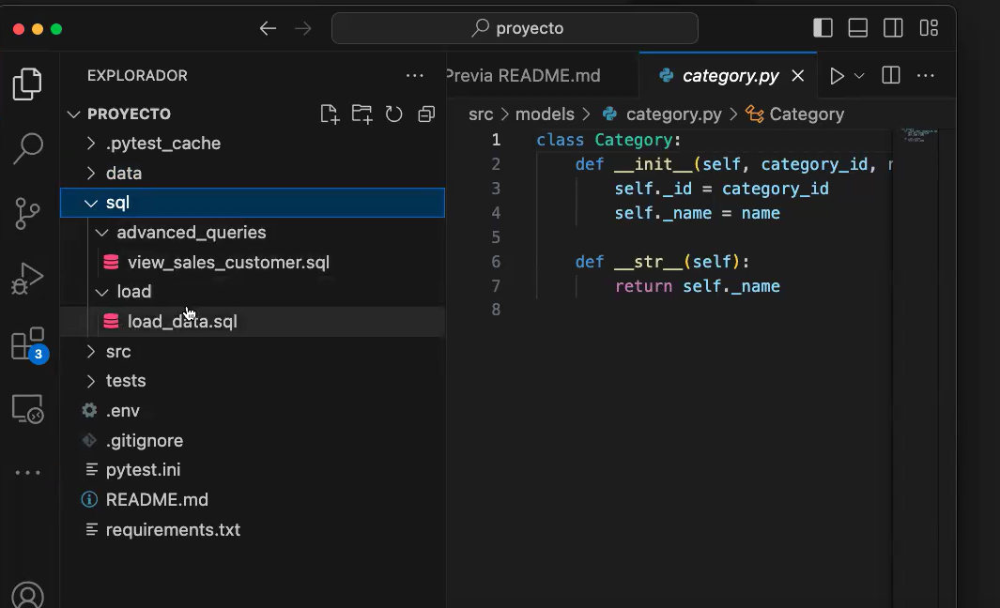 proyecto
EXPLORADOR
PROYECTO
.pytest_cache
data
sql
advanced_queries
view_sales_customer.sql
load
load_data.sql
src
tests
.env
.gitignore
pytest.ini
README.md
requirements.txt
3
Previa README.md
category.py
src > models > category.py > Category
1 class Category:
2 def __init__(self, category_id,
3 self._id = category_id
4 self._name = name
5
6 def __str__(self):
7 return self._name
8